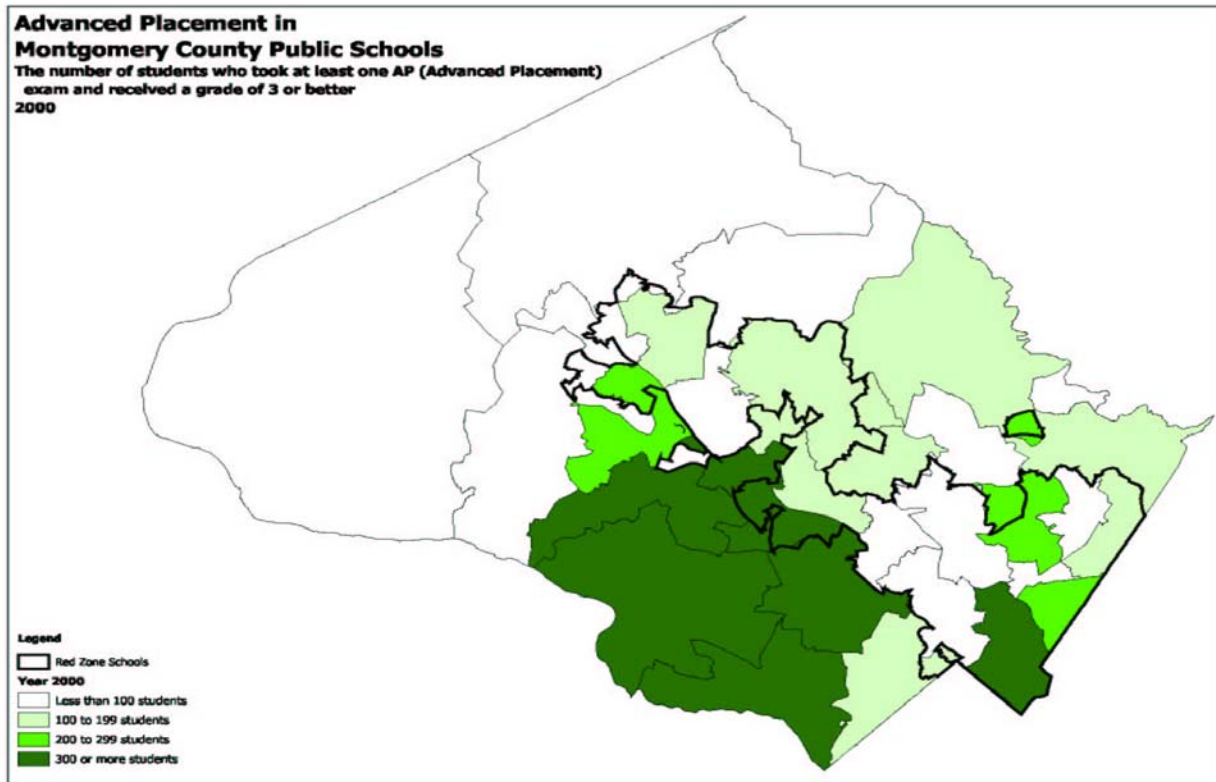 Advanced Placement in
Montgomery County Public Schools
The number of students who took at least one AP (Advanced Placement)
exam and received a grade of 3 or better
2000
Legend
Red Zone Schools
Year 2000
Less than 100 students
100 to 199 students
200 to 299 students
300 or more students